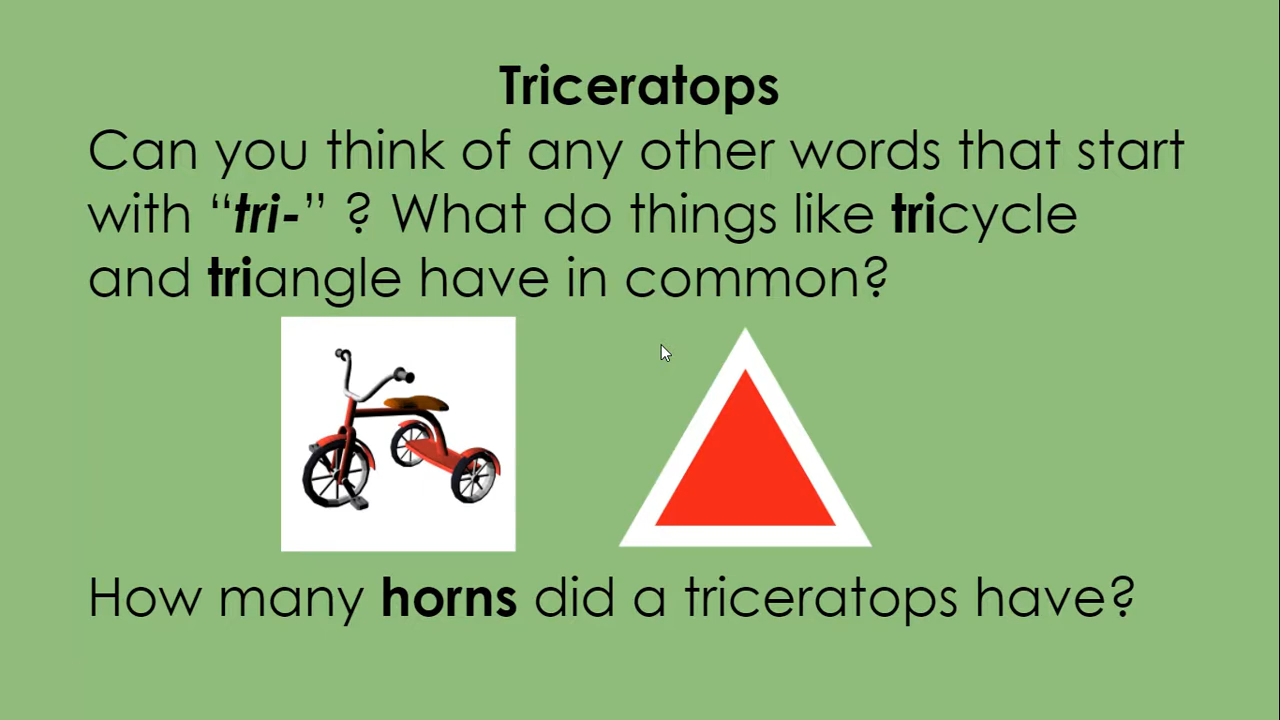 Triceratops
Can you think of any other words that start
with “tri-” ? What do things like tricycle
and triangle have in common?
How many horns did a triceratops have?